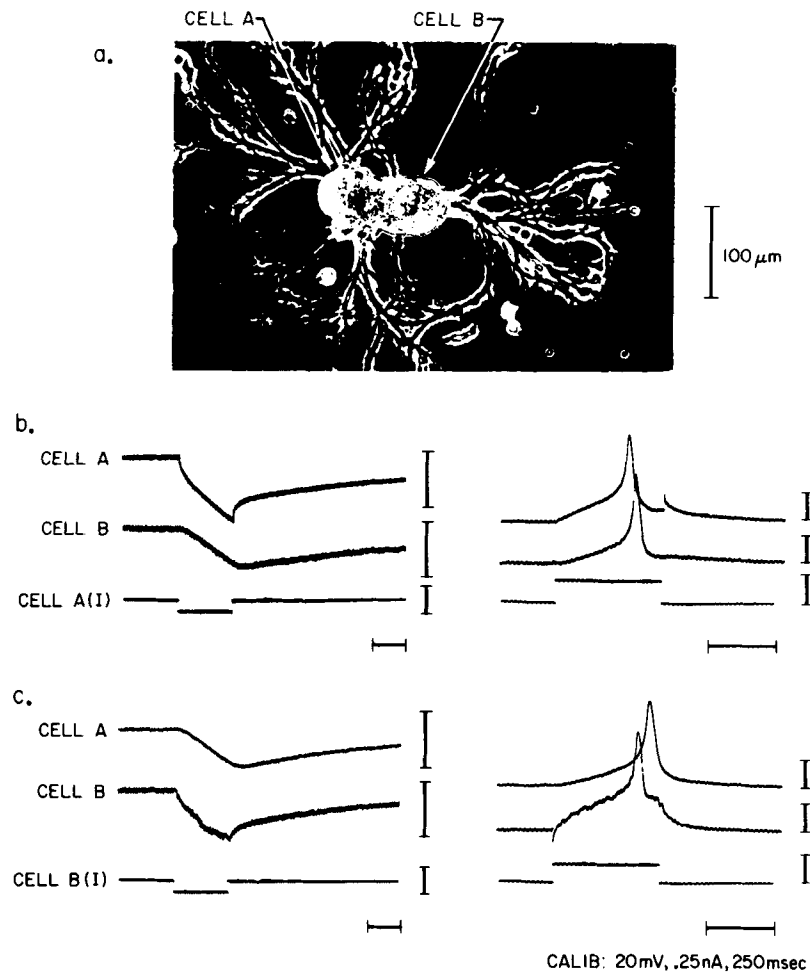 CELL A
CELL B
a.
100 μm
b.
CELL A
CELL B
CELL A(I)
c.
CELL A
CELL B
CELL B(I)
CALIB: 20mV, .25nA, 250msec